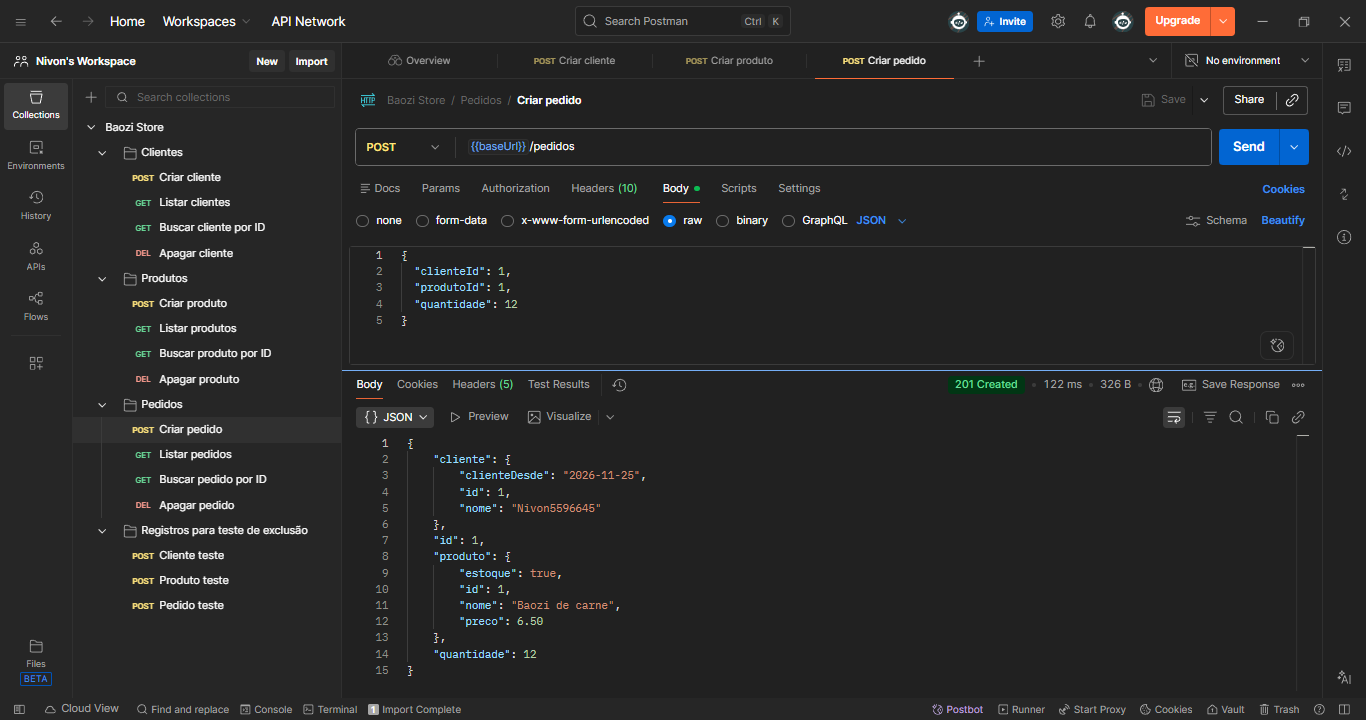 Home Workspaces API Network Search Postman Ctrl K Invite Upgrade
Nivon's Workspace New Import Overview POST Criar cliente POST Criar produto POST Criar pedido No environment
Collections
Environments
History
APIs
Flows
Files
BETA
Search collections
Baozi Store
Clientes
POST Criar cliente
GET Listar clientes
GET Buscar cliente por ID
DEL Apagar cliente
Produtos
POST Criar produto
GET Listar produtos
GET Buscar produto por ID
DEL Apagar produto
Pedidos
POST Criar pedido
GET Listar pedidos
GET Buscar pedido por ID
DEL Apagar pedido
Registros para teste de exclusão
POST Cliente teste
POST Produto teste
POST Pedido teste
HTTP Baozi Store / Pedidos / Criar pedido Save Share
POST {{baseUrl}} /pedidos Send
Docs Params Authorization Headers (10) Body Scripts Settings Cookies
none form-data x-www-form-urlencoded raw binary GraphQL JSON Schema Beautify
1 {
2 "clienteId": 1,
3 "produtoId": 1,
4 "quantidade": 12
5 }
Body Cookies Headers (5) Test Results 201 Created 122 ms 326 B e.g. Save Response
{} JSON Preview Visualize
1 {
2 "cliente": {
3 "clienteDesde": "2026-11-25",
4 "id": 1,
5 "nome": "Nivon5596645"
6 },
7 "id": 1,
8 "produto": {
9 "estoque": true,
10 "id": 1,
11 "nome": "Baozi de carne",
12 "preco": 6.50
13 },
14 "quantidade": 12
15 }
Cloud View Find and replace Console Terminal 1 Import Complete Postbot Runner Start Proxy Cookies Vault Trash
AI